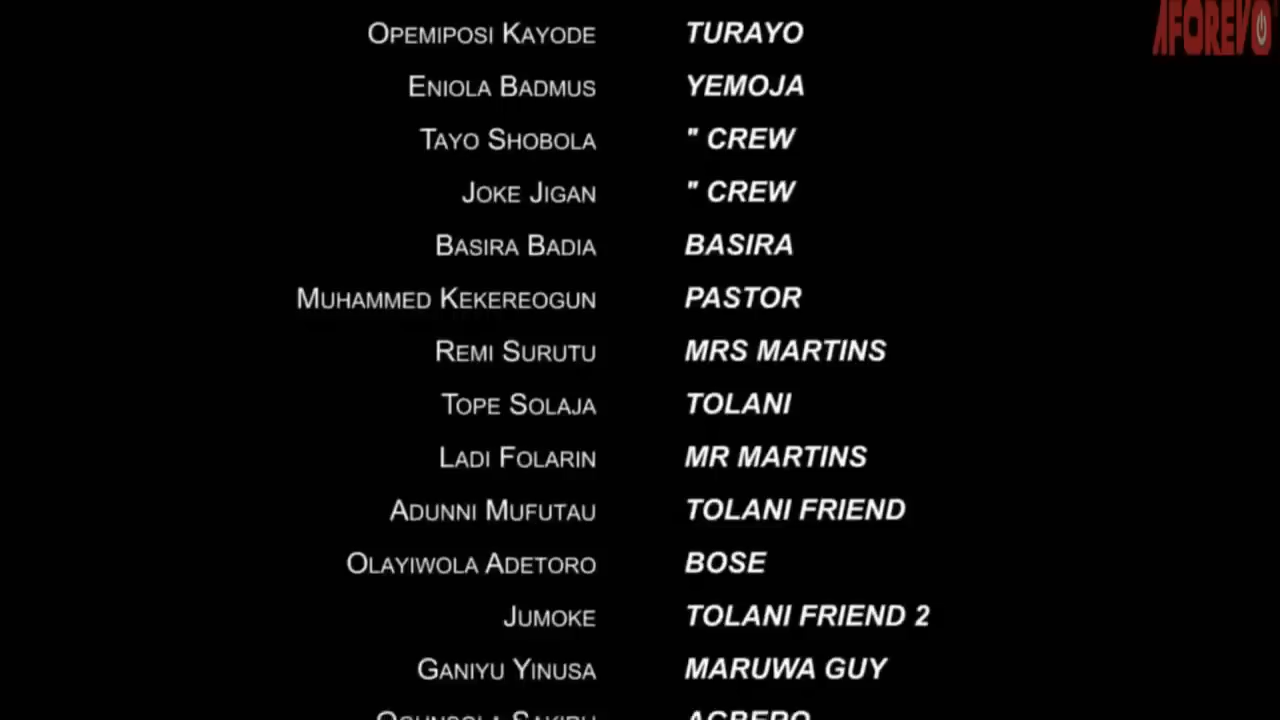 AFOREVO
OPEMIPOSI KAYODE TURAYO
ENIOLA BADMUS YEMOJA
TAYO SHOBOLA " CREW
JOKE JIGAN " CREW
BASIRA BADIA BASIRA
MUHAMMED KEKEREOGUN PASTOR
REMI SURUTU MRS MARTINS
TOPE SOLAJA TOLANI
LADI FOLARIN MR MARTINS
ADUNNI MUFUTAU TOLANI FRIEND
OLAYIWOLA ADETORO BOSE
JUMOKE TOLANI FRIEND 2
GANIYU YINUSA MARUWA GUY